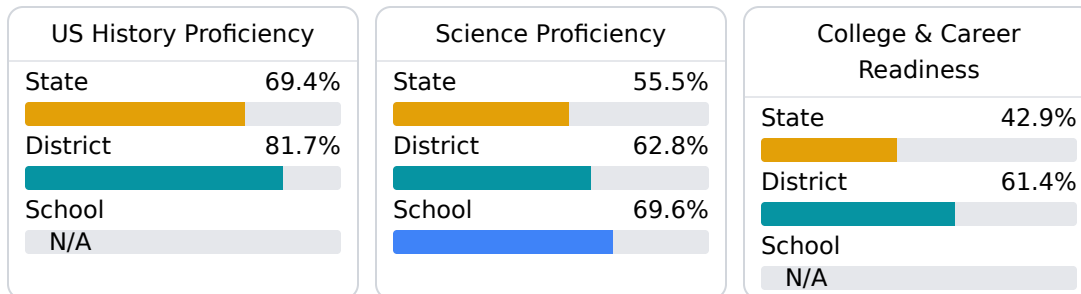 US History Proficiency
State 69.4%
District 81.7%
School
N/A
Science Proficiency
State 55.5%
District 62.8%
School 69.6%
College & Career
Readiness
State 42.9%
District 61.4%
School
N/A